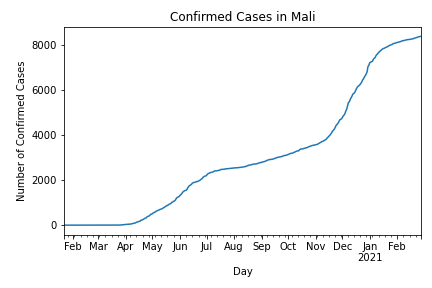 Confirmed Cases in Mali
Number of Confirmed Cases
8000
6000
4000
2000
0
Feb Mar Apr May Jun Jul Aug Sep Oct Nov Dec Jan Feb
2021
Day